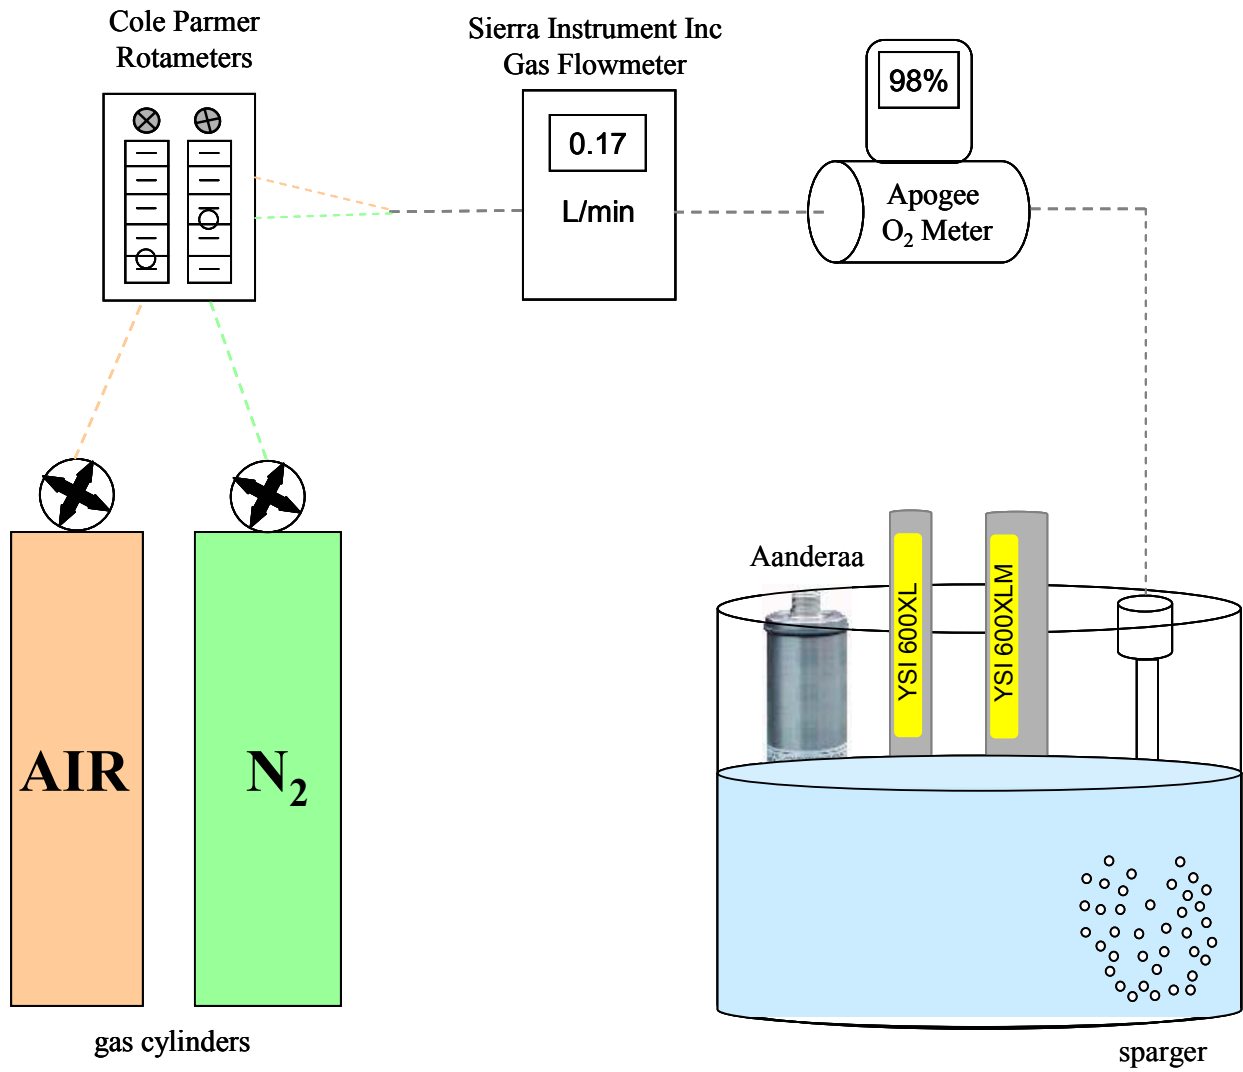 Cole Parmer
Rotameters
Sierra Instrument Inc
Gas Flowmeter
0.17
L/min
98%
Apogee
O₂ Meter
Aanderaa
YSI 600XL
YSI 600XLM
AIR
N₂
gas cylinders
sparger